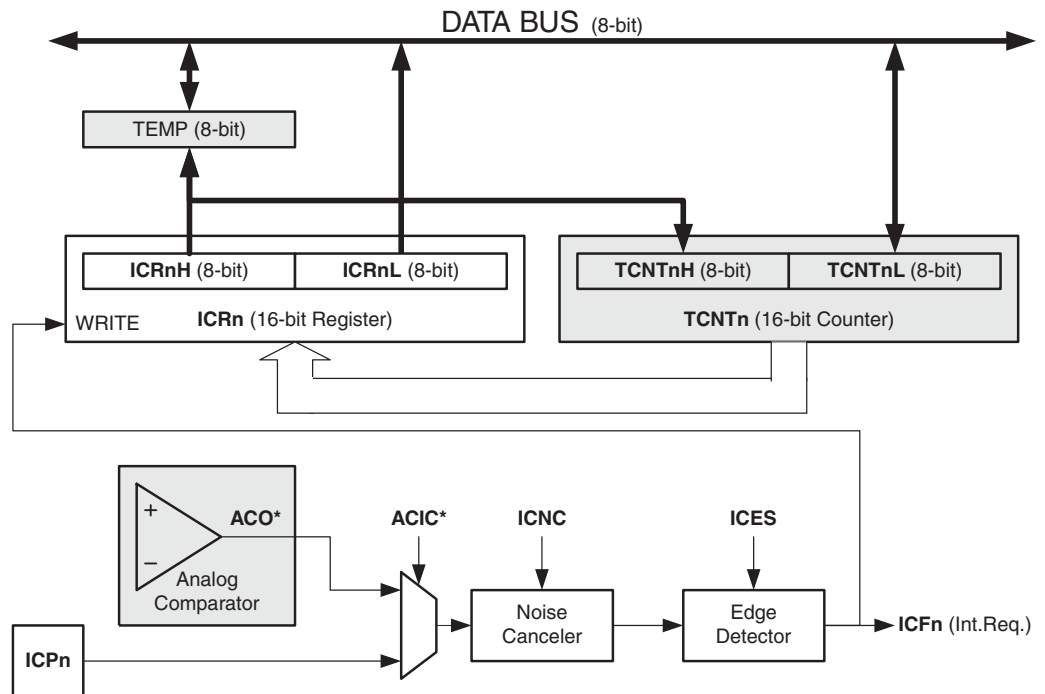 DATA BUS (8-bit)
TEMP (8-bit)
ICRnH (8-bit)
ICRnL (8-bit)
TCNTnH (8-bit)
TCNTnL (8-bit)
WRITE
ICRn (16-bit Register)
TCNTn (16-bit Counter)
+
−
ACO*
Analog
Comparator
ACIC*
ICNC
ICES
Noise
Canceler
Edge
Detector
ICFn (Int.Req.)
ICPn